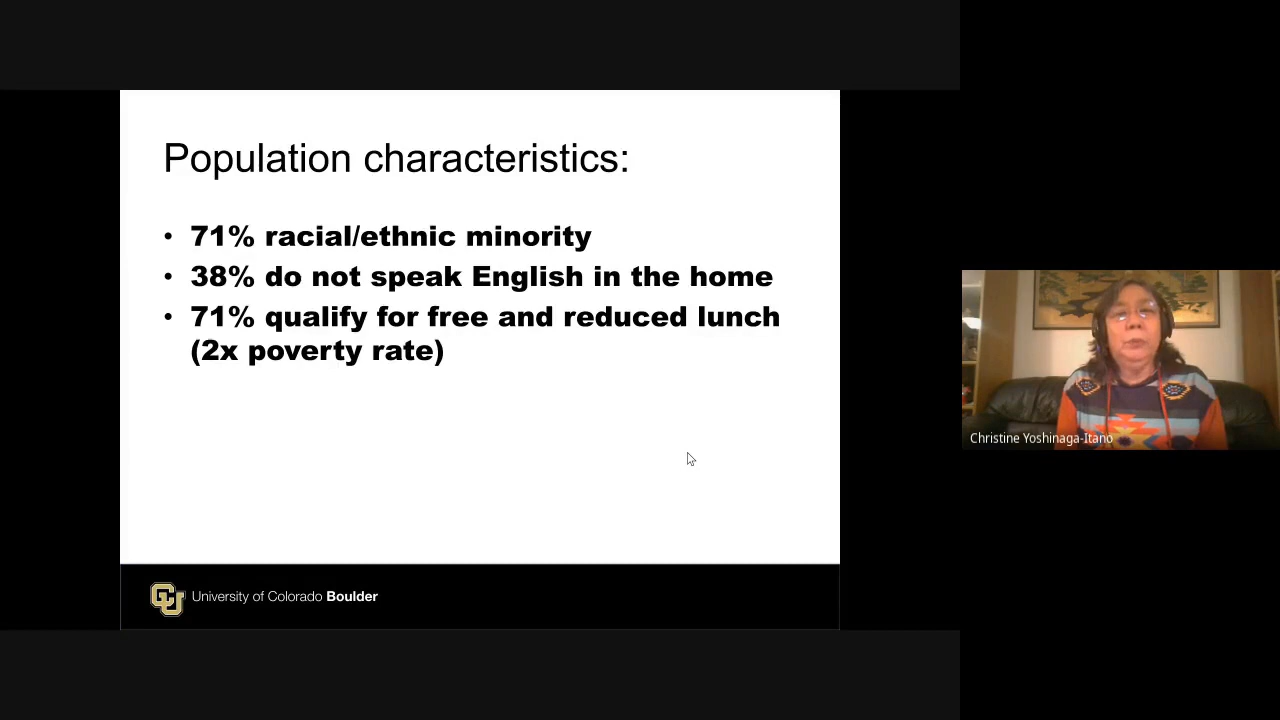 Population characteristics:
• 71% racial/ethnic minority
• 38% do not speak English in the home
• 71% qualify for free and reduced lunch
(2x poverty rate)
CU University of Colorado Boulder
Christine Yoshinaga-Itano